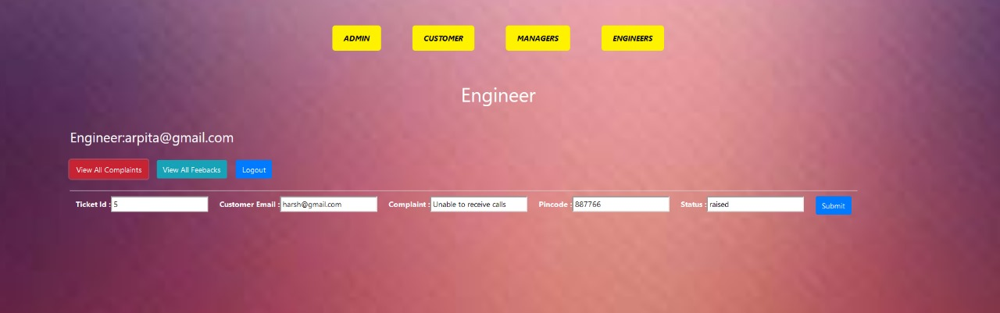 ADMIN CUSTOMER MANAGERS ENGINEERS
Engineer
Engineer:arpita@gmail.com
View All Complaints View All Feebacks Logout
Ticket Id : 5 Customer Email : harsh@gmail.com Complaint : Unable to receive calls Pincode : 887766 Status : raised Submit